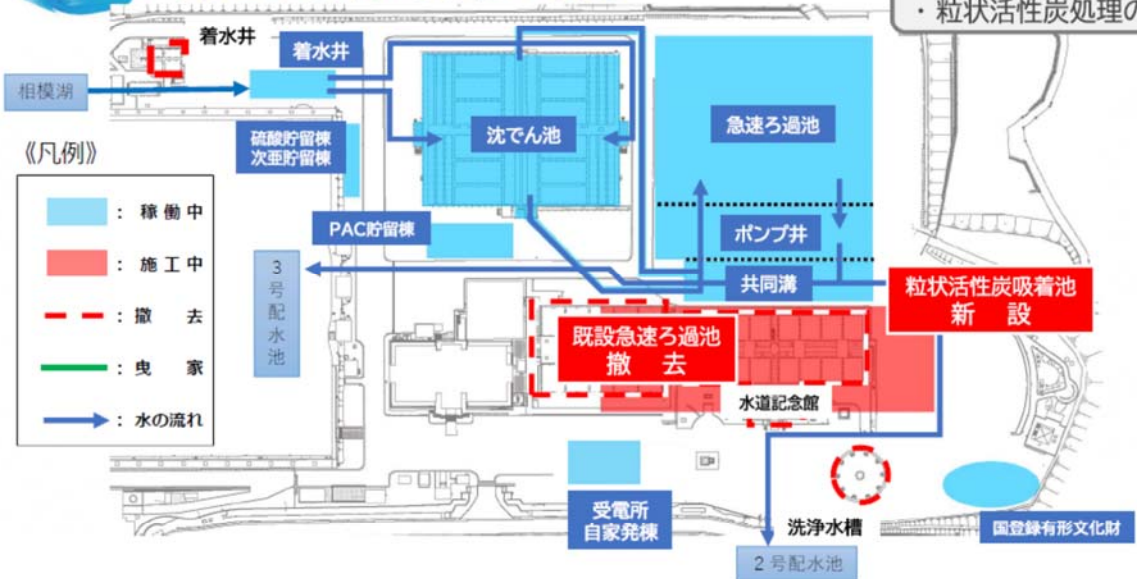 ・粒状活性炭処理の
着水井
着水井
相模湖
硫酸貯留棟
次亜貯留棟
沈でん池
急速ろ過池
《凡例》
：稼働中
：施工中
：撤　去
：曳　家
：水の流れ
PAC貯留棟
ポンプ井
共同溝
3号配水池
粒状活性炭吸着池
新　設
既設急速ろ過池
撤　去
水道記念館
受電所
自家発棟
洗浄水槽
国登録有形文化財
2号配水池